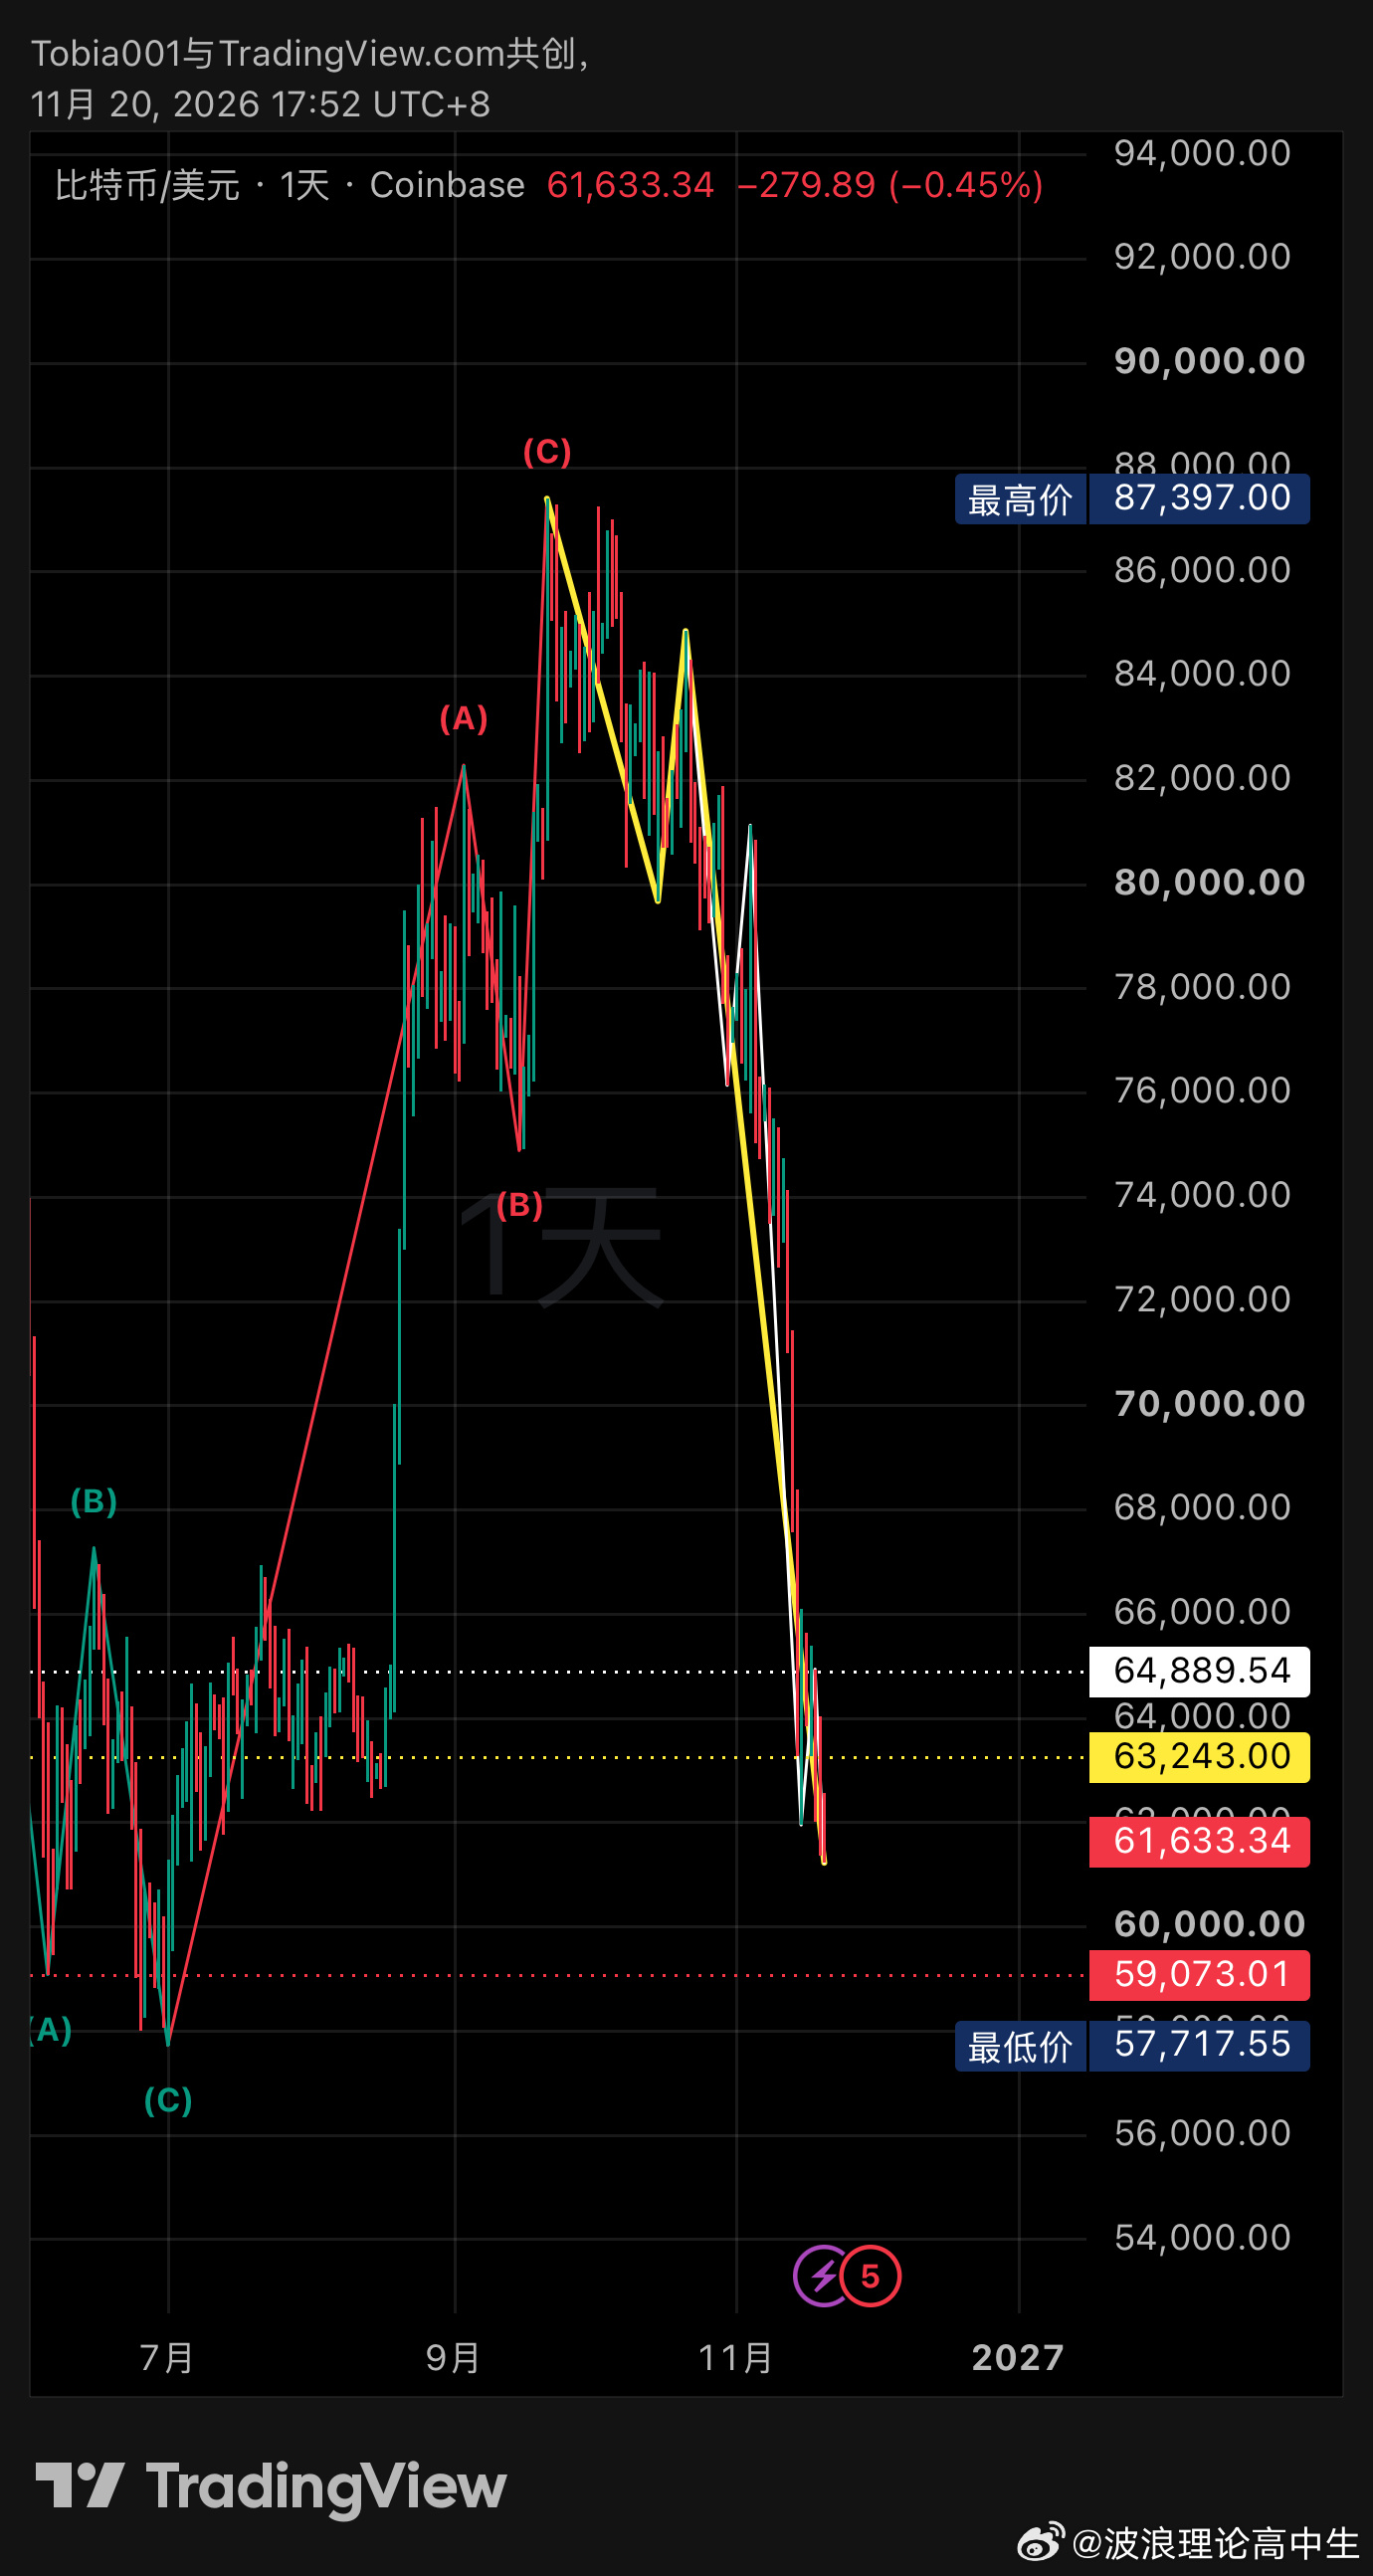 Tobia001与TradingView.com共创,
11月 20, 2026 17:52 UTC+8
比特币/美元 · 1天 · Coinbase 61,633.34 −279.89 (−0.45%)
94,000.00
92,000.00
90,000.00
(C)
88,000.00
最高价 87,397.00
86,000.00
84,000.00
(A)
82,000.00
80,000.00
78,000.00
76,000.00
(B)
1天
74,000.00
72,000.00
70,000.00
(B)
68,000.00
66,000.00
64,889.54
64,000.00
63,243.00
62,000.00
61,633.34
60,000.00
59,073.01
(A)
58,000.00
最低价 57,717.55
(C)
56,000.00
54,000.00
5
7月 9月 11月 2027
TradingView
@波浪理论高中生